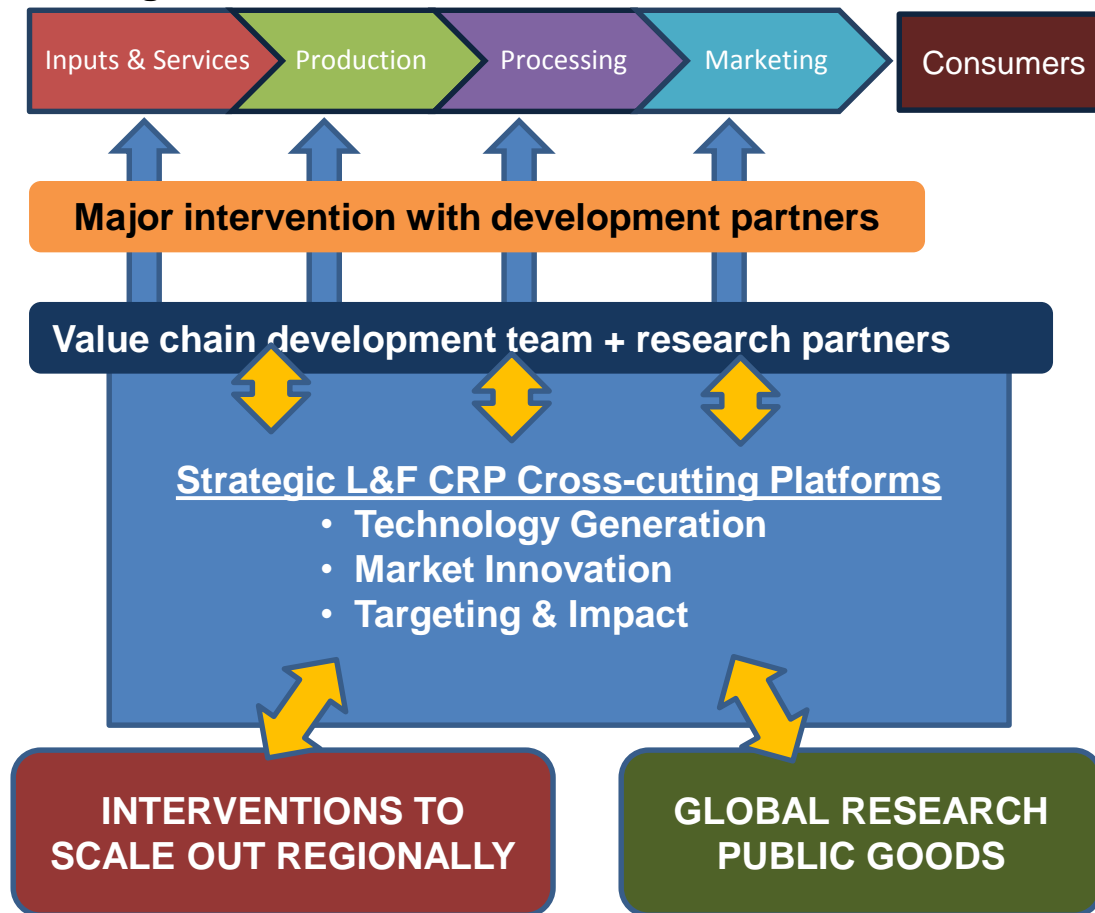 Inputs & Services
Production
Processing
Marketing
Consumers
Major intervention with development partners
Value chain development team + research partners
Strategic L&F CRP Cross-cutting Platforms
• Technology Generation
• Market Innovation
• Targeting & Impact
INTERVENTIONS TO
SCALE OUT REGIONALLY
GLOBAL RESEARCH
PUBLIC GOODS